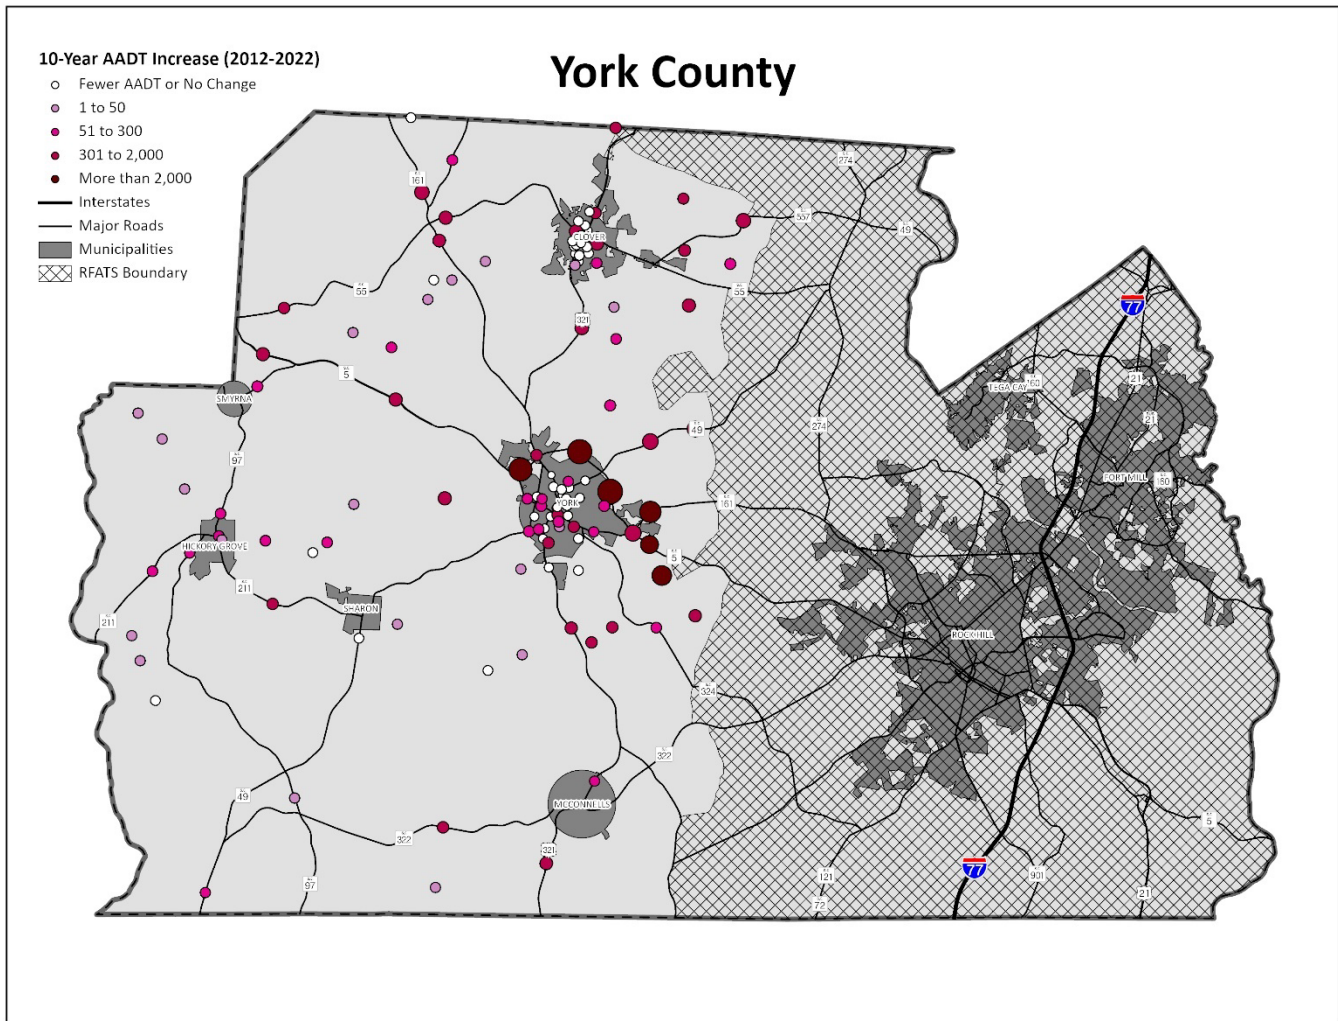 York County
10-Year AADT Increase (2012-2022)
Fewer AADT or No Change
1 to 50
51 to 300
301 to 2,000
More than 2,000
Interstates
Major Roads
Municipalities
RFATS Boundary
161
274
557
49
CLOVER
55
55
77
321
5
SMYRNA
TEGA CAY
160
21
21
49
274
97
FORT MILL
160
YORK
161
HICKORY GROVE
5
211
SHARON
211
ROCK HILL
324
322
49
MCCONNELLS
5
322
321
77
97
121
901
21
72